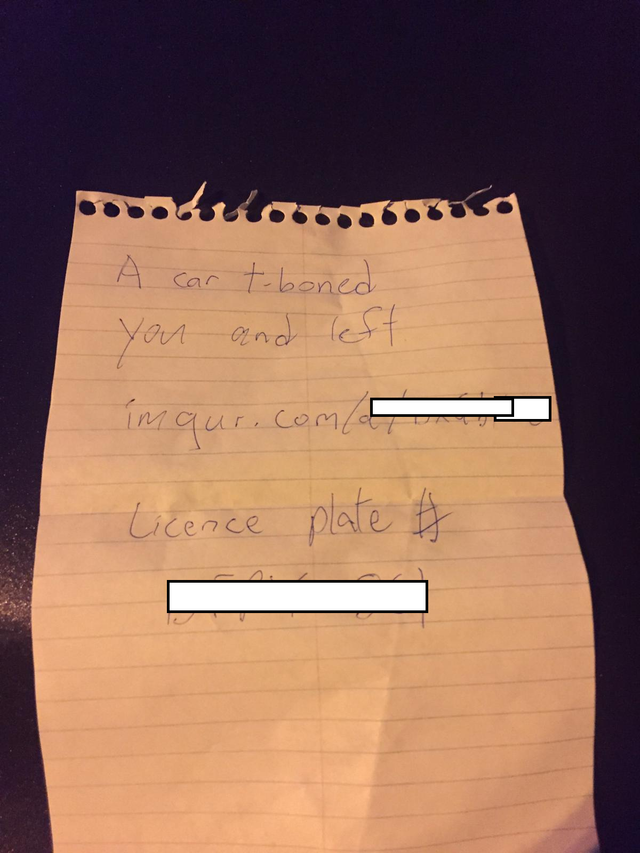 A car t-boned
you and left
imgur.com/a/
Licence plate #